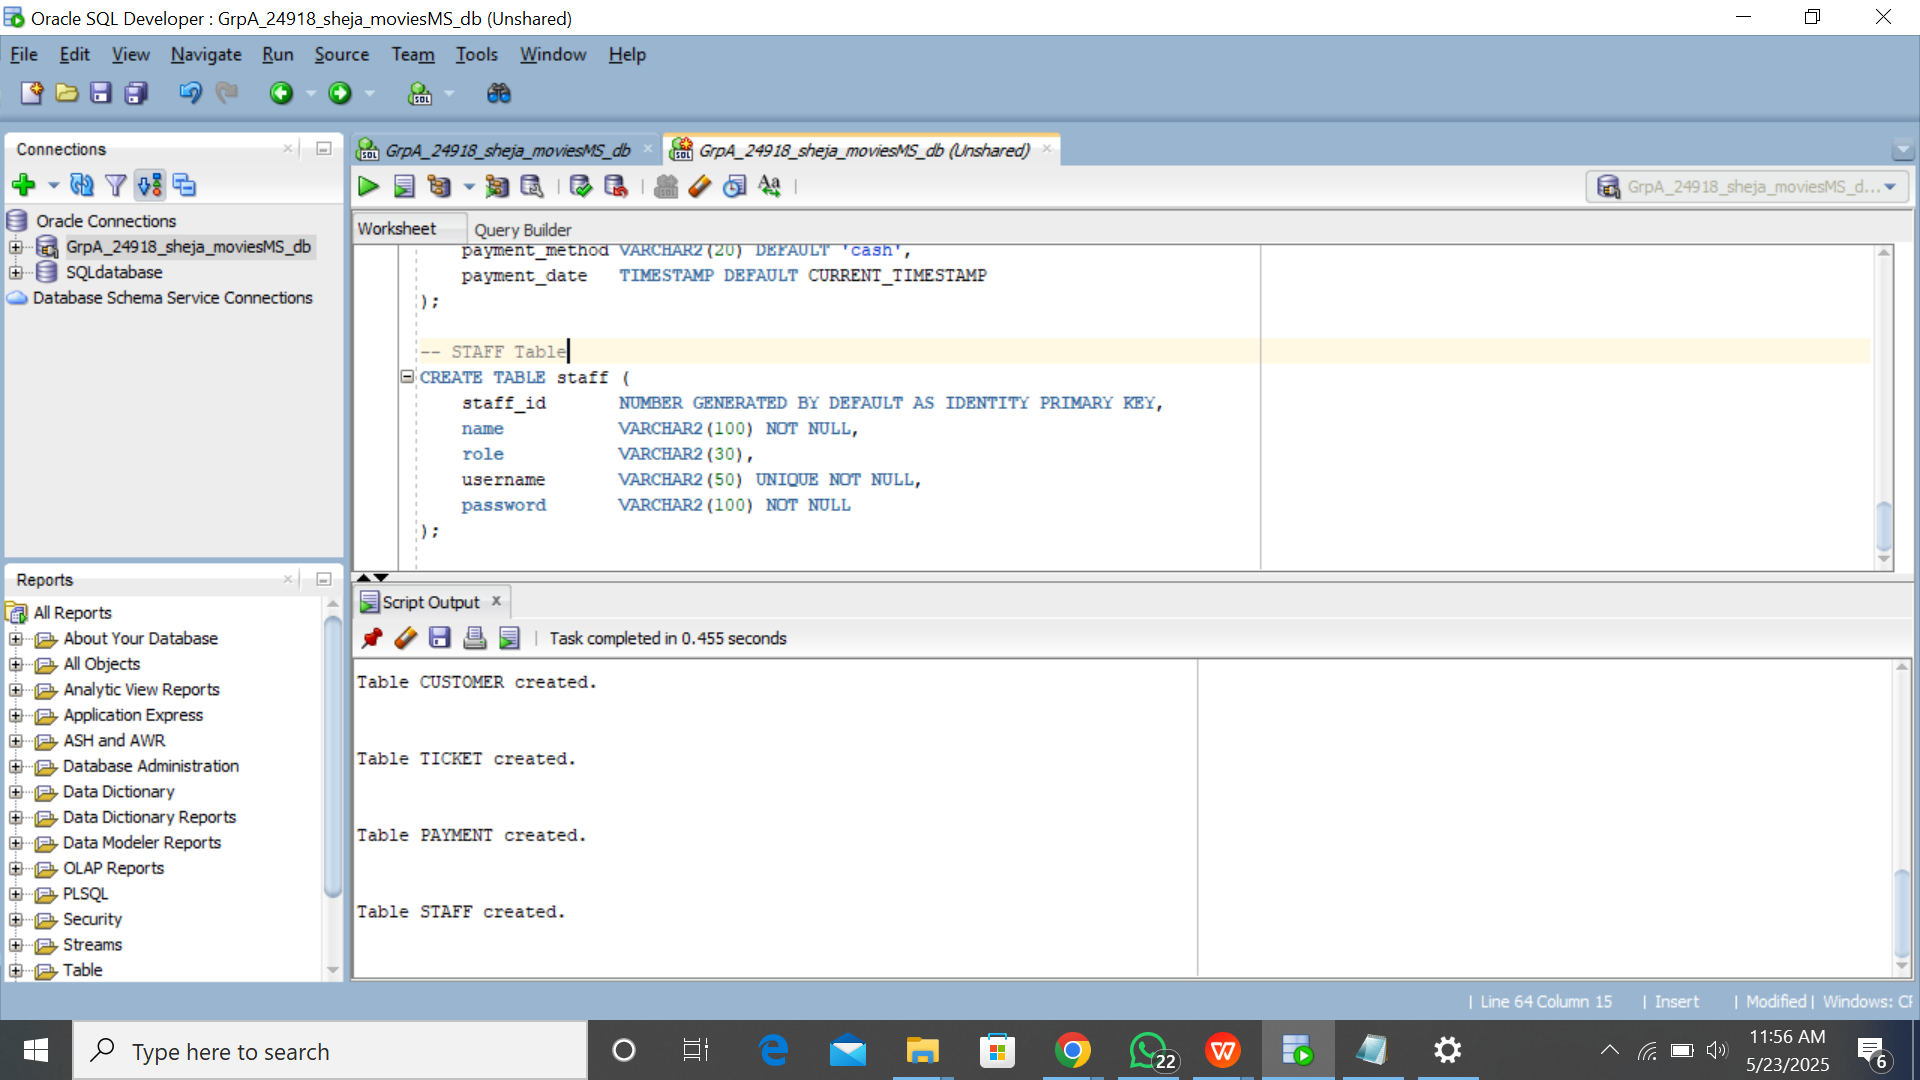 Oracle SQL Developer : GrpA_24918_sheja_moviesMS_db (Unshared)
File Edit View Navigate Run Source Team Tools Window Help
Connections
Oracle Connections
GrpA_24918_sheja_moviesMS_db
SQLdatabase
Database Schema Service Connections
Reports
All Reports
About Your Database
All Objects
Analytic View Reports
Application Express
ASH and AWR
Database Administration
Data Dictionary
Data Dictionary Reports
Data Modeler Reports
OLAP Reports
PLSQL
Security
Streams
Table
GrpA_24918_sheja_moviesMS_db
GrpA_24918_sheja_moviesMS_db (Unshared)
GrpA_24918_sheja_moviesMS_d...
Worksheet Query Builder
payment_method VARCHAR2(20) DEFAULT 'cash',
payment_date TIMESTAMP DEFAULT CURRENT_TIMESTAMP
);
-- STAFF Table
CREATE TABLE staff (
staff_id NUMBER GENERATED BY DEFAULT AS IDENTITY PRIMARY KEY,
name VARCHAR2(100) NOT NULL,
role VARCHAR2(30),
username VARCHAR2(50) UNIQUE NOT NULL,
password VARCHAR2(100) NOT NULL
);
Script Output
Task completed in 0.455 seconds
Table CUSTOMER created.
Table TICKET created.
Table PAYMENT created.
Table STAFF created.
| Line 64 Column 15 | Insert | Modified | Windows: CF
Type here to search
22
11:56 AM
5/23/2025
6